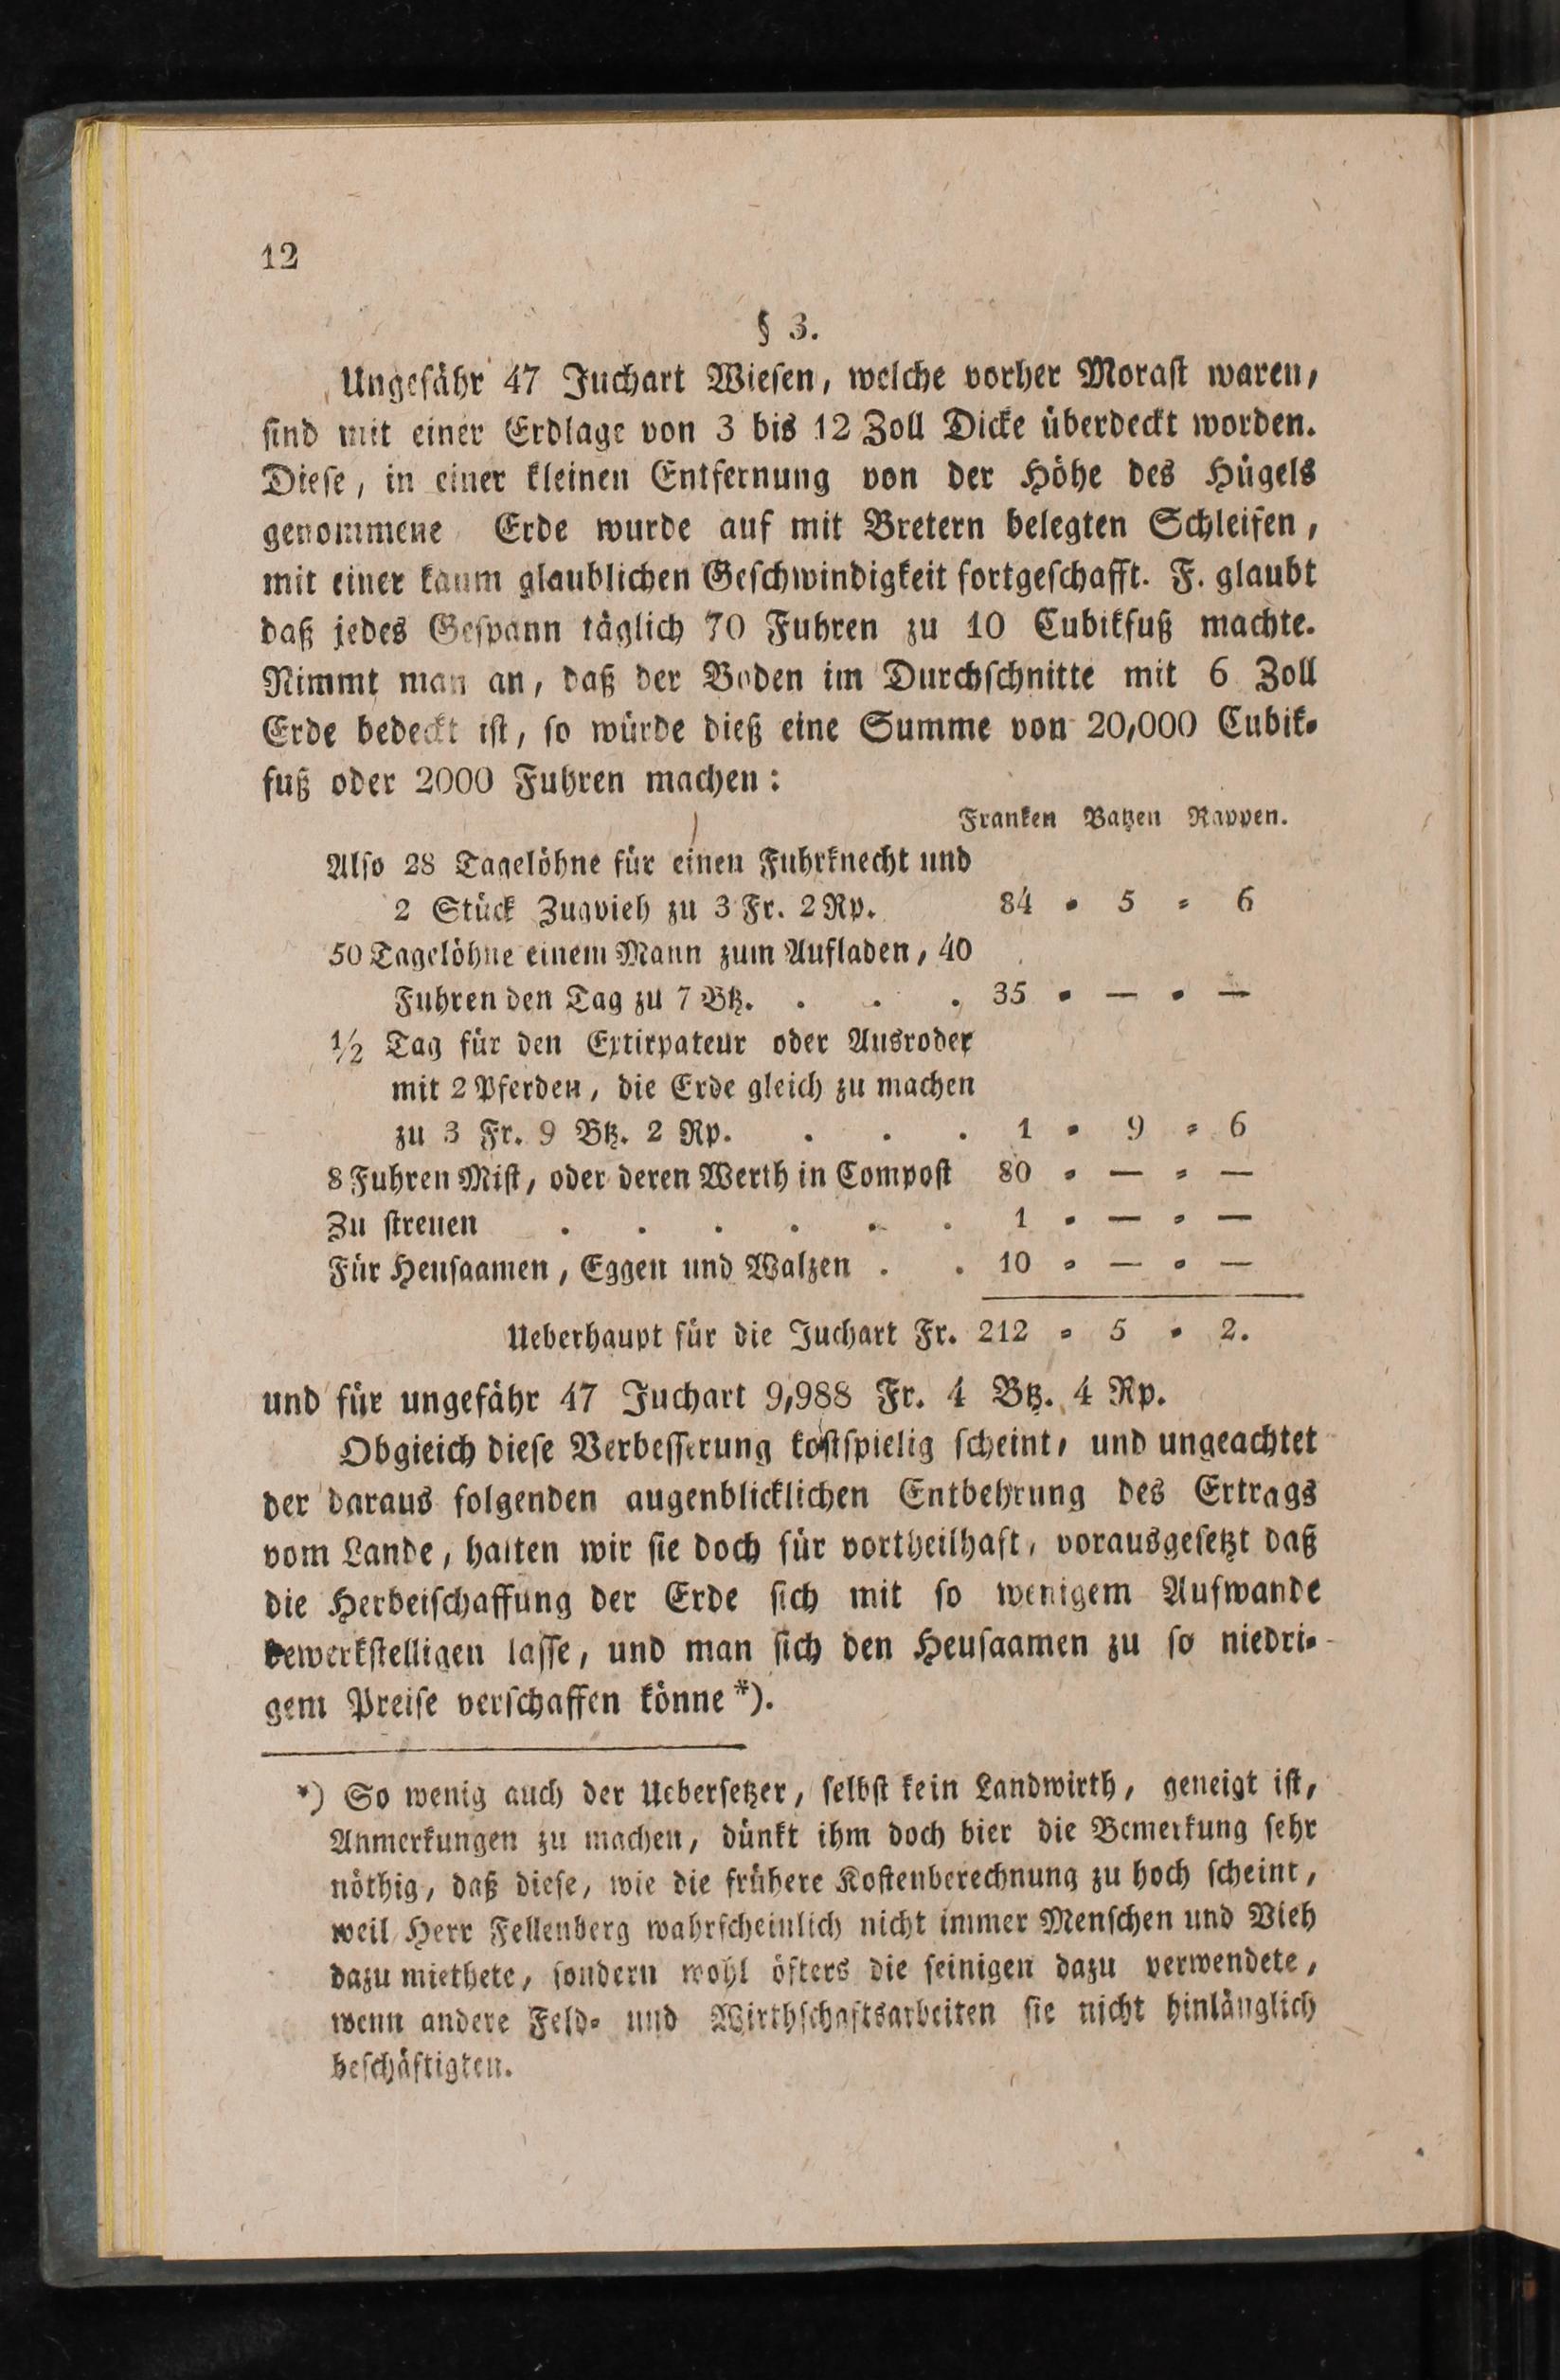 12
§ 3.
Ungefähr 47 Juchart Wiesen, welche vorher Morast waren,
sind mit einer Erdlage von 3 bis 12 Zoll Dicke überdeckt worden.
Diese, in einer kleinen Entfernung von der Höhe des Hügels
genommene Erde wurde auf mit Bretern belegten Schleifen,
mit einer kaum glaublichen Geschwindigkeit fortgeschafft. F. glaubt
daß jedes Gespann täglich 70 Fuhren zu 10 Cubikfuß machte.
Nimmt man an, daß der Boden im Durchschnitte mit 6 Zoll
Erde bedeckt ist, so würde dieß eine Summe von 20,000 Cubik-
fuß oder 2000 Fuhren machen:
Franken Batzen Rappen.
Also 28 Tagelöhne für einen Fuhrknecht und
2 Stück Zugvieh zu 3 Fr. 2 Rp. 84 = 5 = 6
50 Tagelöhne einem Mann zum Aufladen, 40
Fuhren den Tag zu 7 Btz. . . . 35 = — = —
1/2 Tag für den Extirpateur oder Ausroder
mit 2 Pferden, die Erde gleich zu machen
zu 3 Fr. 9 Btz. 2 Rp. . . . 1 = 9 = 6
8 Fuhren Mist, oder deren Werth in Compost 80 = — = —
Zu streuen . . . . . . 1 = — = —
Für Heusaamen, Eggen und Walzen . . 10 = — = —
Ueberhaupt für die Juchart Fr. 212 = 5 = 2.
und für ungefähr 47 Juchart 9,988 Fr. 4 Btz. 4 Rp.
Obgieich diese Verbesserung kostspielig scheint, und ungeachtet
der daraus folgenden augenblicklichen Entbehrung des Ertrags
vom Lande, halten wir sie doch für vortheilhaft, vorausgesetzt daß
die Herbeischaffung der Erde sich mit so wenigem Aufwande
bewerkstelligen lasse, und man sich den Heusaamen zu so niedri-
gem Preise verschaffen könne *).
*) So wenig auch der Uebersetzer, selbst kein Landwirth, geneigt ist,
Anmerkungen zu machen, dünkt ihm doch hier die Bemerkung sehr
nöthig, daß diese, wie die frühere Kostenberechnung zu hoch scheint,
weil Herr Fellenberg wahrscheinlich nicht immer Menschen und Vieh
dazu miethete, sondern wohl öfters die seinigen dazu verwendete,
wenn andere Feld- und Wirthschaftsarbeiten sie nicht hinlänglich
beschäftigten.